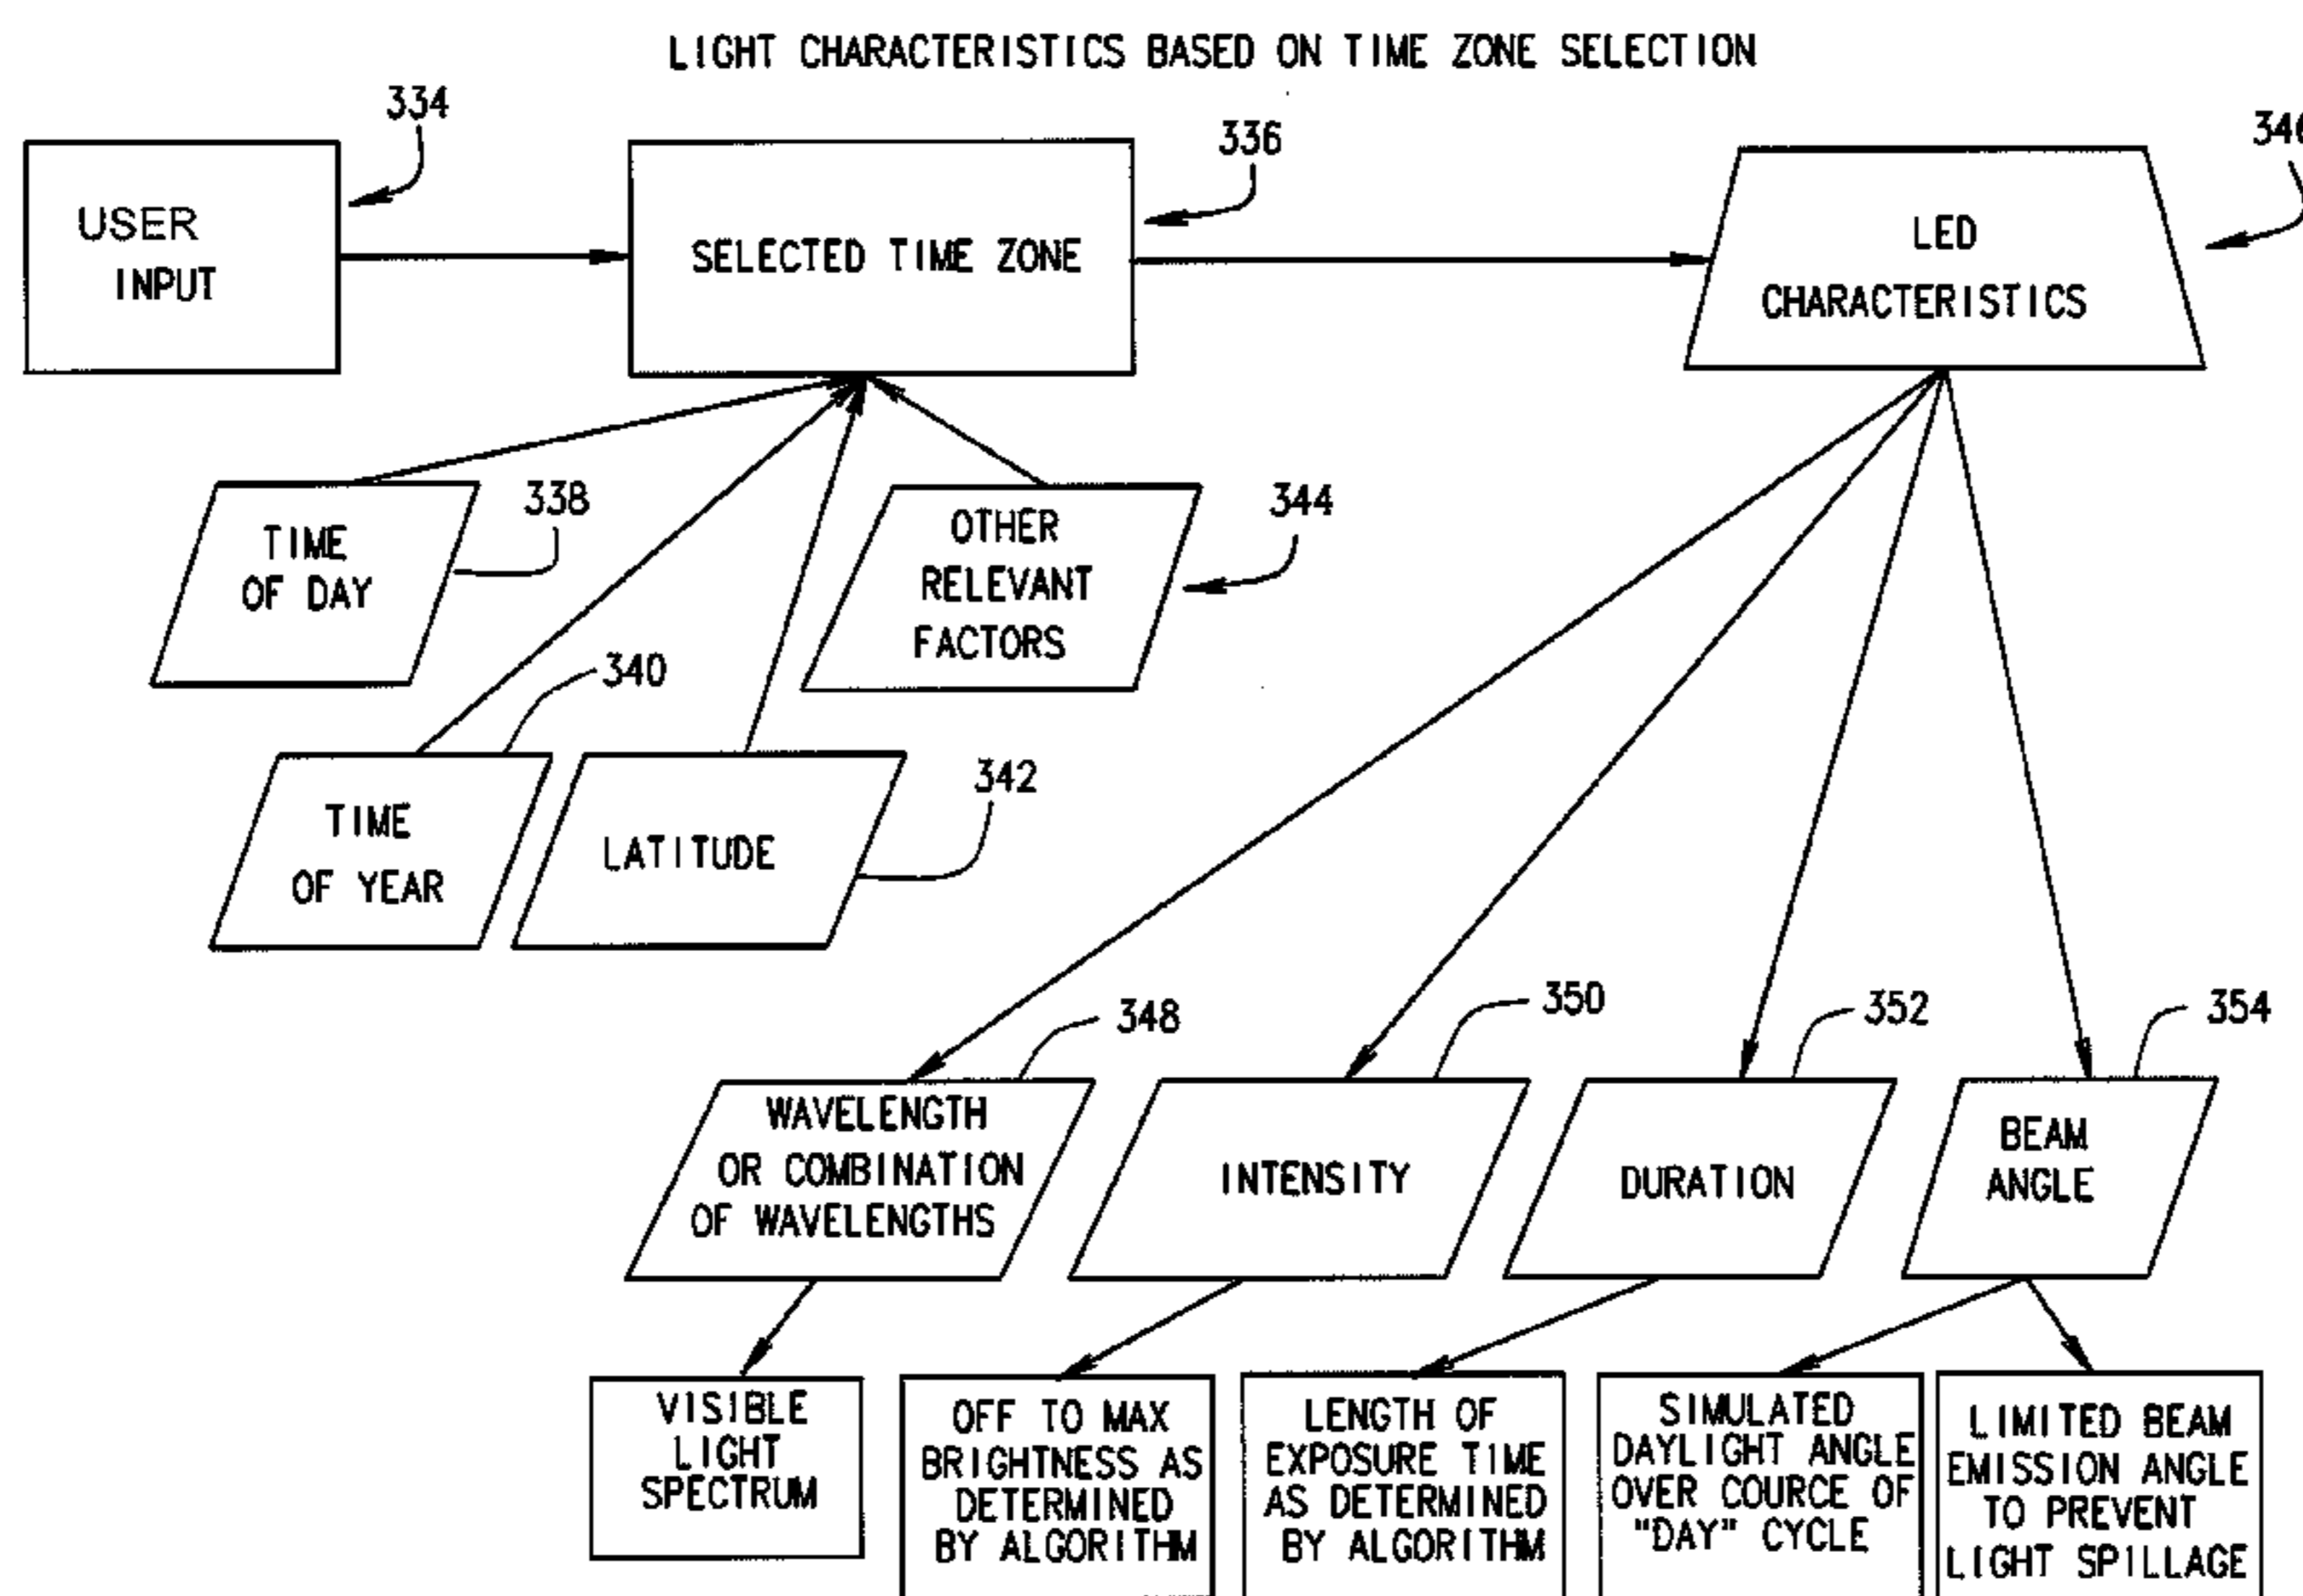 LIGHT CHARACTERISTICS BASED ON TIME ZONE SELECTION
334
336
USER
INPUT
SELECTED TIME ZONE
LED
CHARACTERISTICS
TIME
OF DAY
338
OTHER
RELEVANT
FACTORS
344
340
TIME
OF YEAR
LATITUDE
342
348
350
352
354
WAVELENGTH
OR COMBINATION
OF WAVELENGTHS
INTENSITY
DURATION
BEAM
ANGLE
VISIBLE
LIGHT
SPECTRUM
OFF TO MAX
BRIGHTNESS AS
DETERMINED
BY ALGORITHM
LENGTH OF
EXPOSURE TIME
AS DETERMINED
BY ALGORITHM
SIMULATED
DAYLIGHT ANGLE
OVER COURCE OF
"DAY" CYCLE
LIMITED BEAM
EMISSION ANGLE
TO PREVENT
LIGHT SPILLAGE